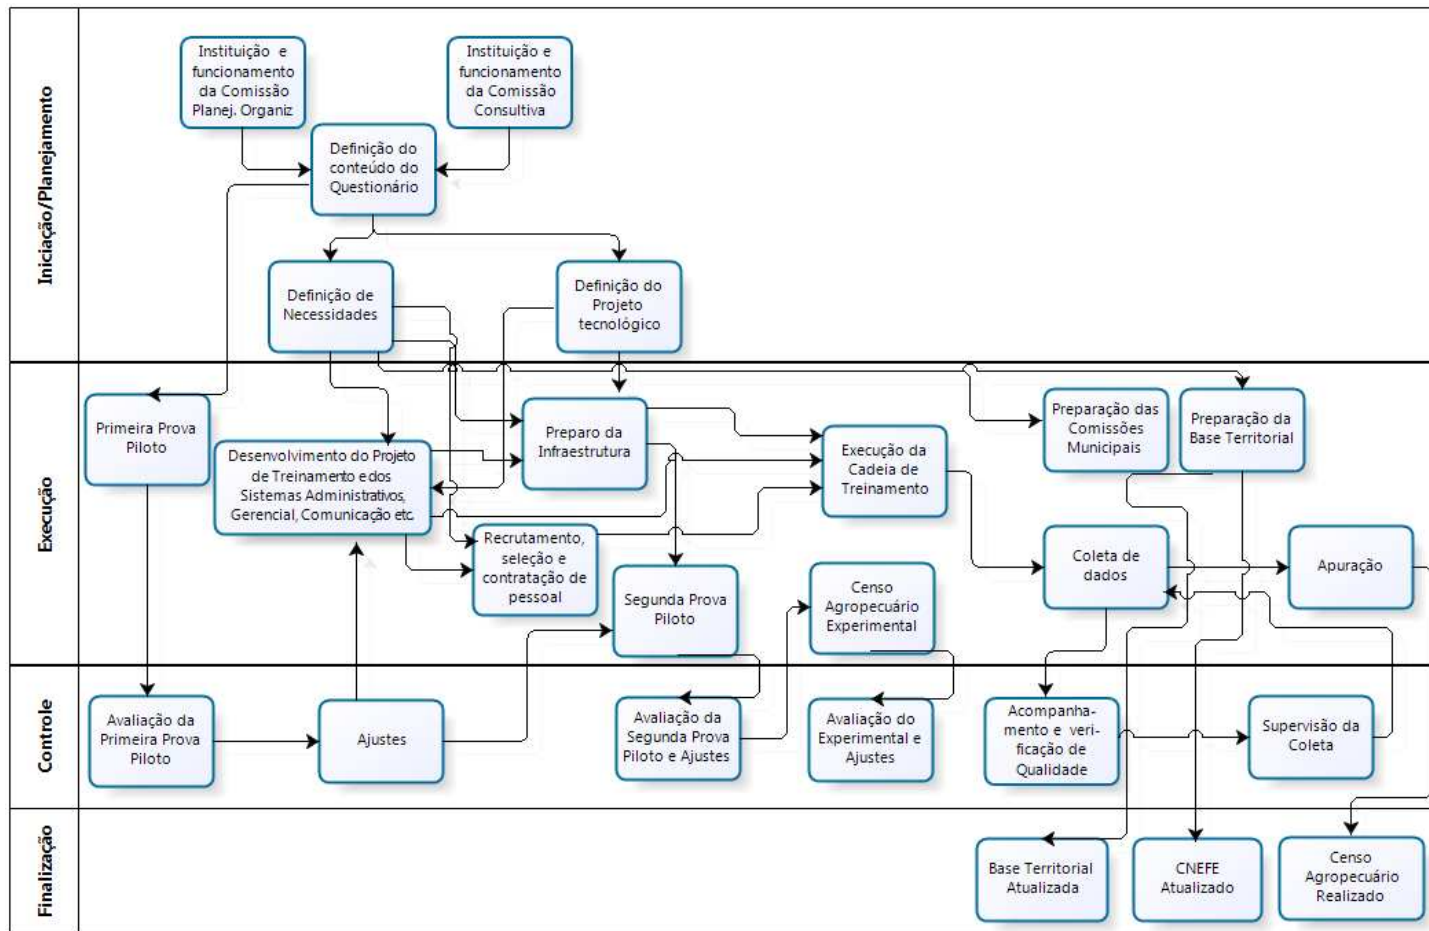 Iniciação/Planejamento
Instituição e
funcionamento
da Comissão
Planej. Organiz
Instituição e
funcionamento
da Comissão
Consultiva
Definição do
conteúdo do
Questionário
Definição de
Necessidades
Definição do
Projeto
tecnológico
Execução
Primeira Prova
Piloto
Desenvolvimento do Projeto
de Treinamento e dos
Sistemas Administrativos,
Gerencial, Comunicação etc.
Preparo da
Infraestrutura
Recrutamento,
seleção e
contratação de
pessoal
Segunda Prova
Piloto
Execução da
Cadeia de
Treinamento
Censo
Agropecuário
Experimental
Preparação das
Comissões
Municipais
Preparação da
Base Territorial
Coleta de
dados
Apuração
Controle
Avaliação da
Primeira Prova
Piloto
Ajustes
Avaliação da
Segunda Prova
Piloto e Ajustes
Avaliação do
Experimental e
Ajustes
Acompanha-
mento e veri-
ficação de
Qualidade
Supervisão da
Coleta
Finalização
Base Territorial
Atualizada
CNEFE
Atualizado
Censo
Agropecuário
Realizado